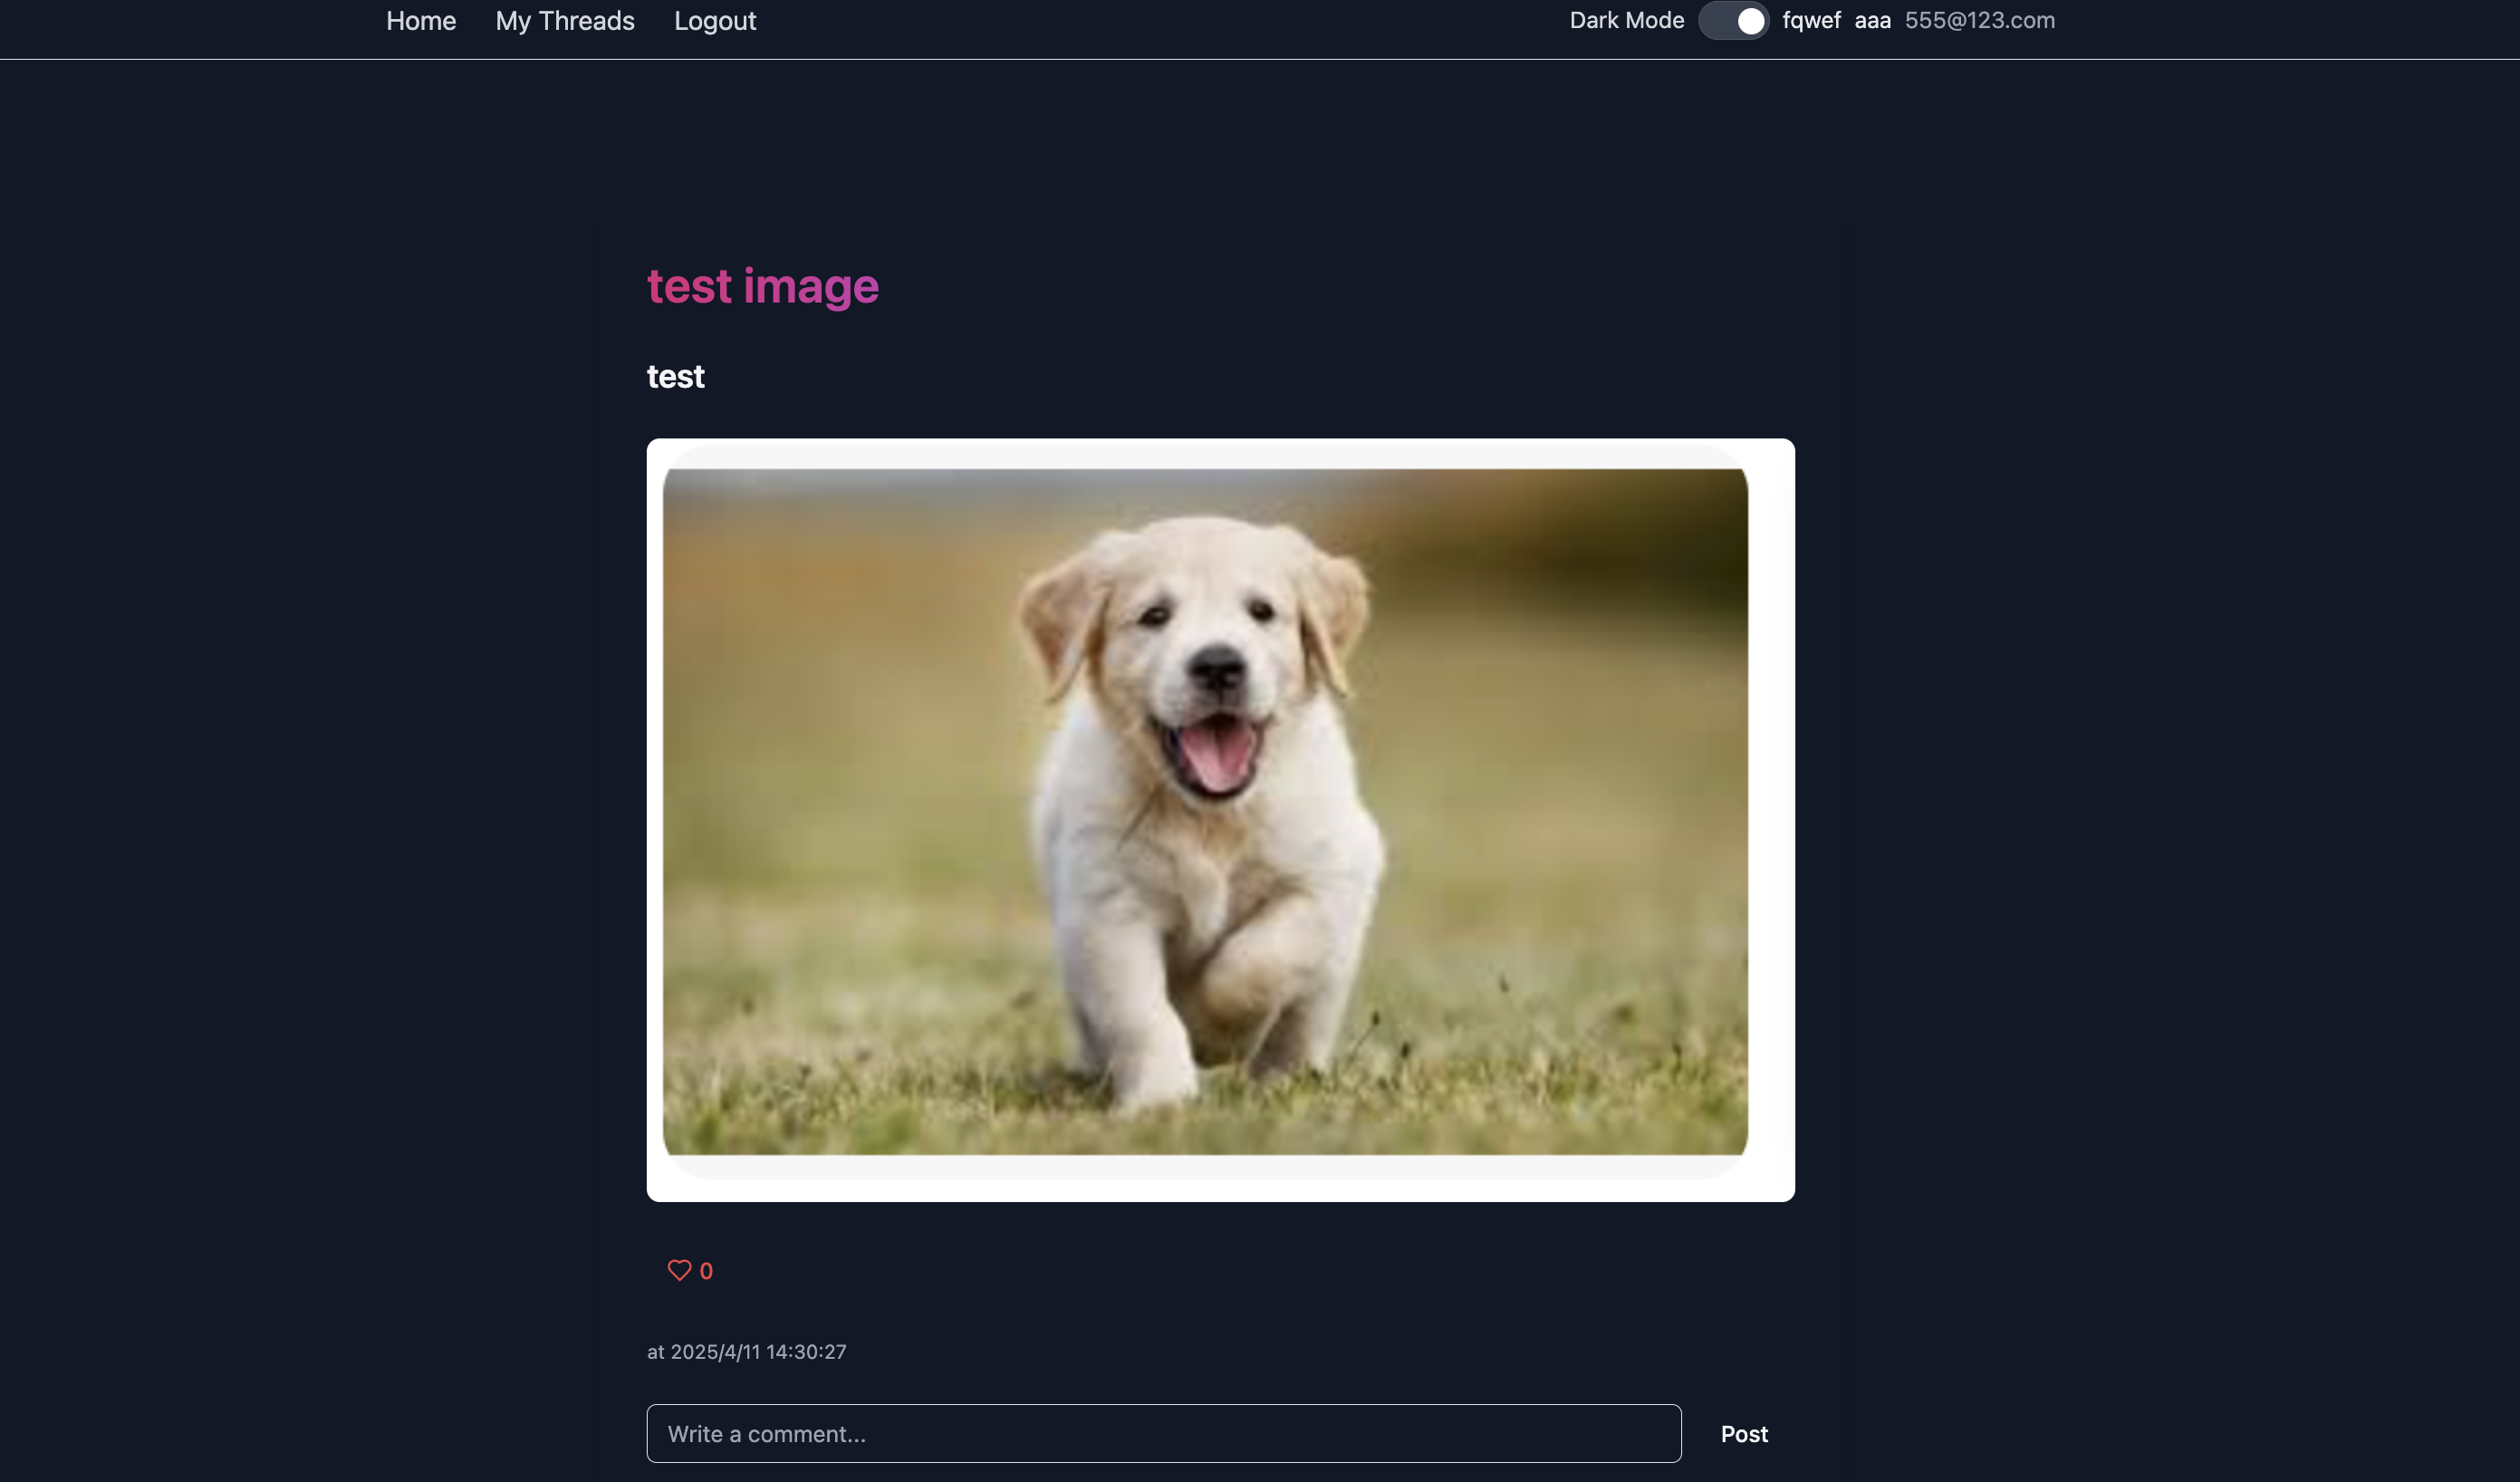 Home My Threads Logout Dark Mode fqwef aaa 555@123.com
test image
test
0
at 2025/4/11 14:30:27
Write a comment...
Post